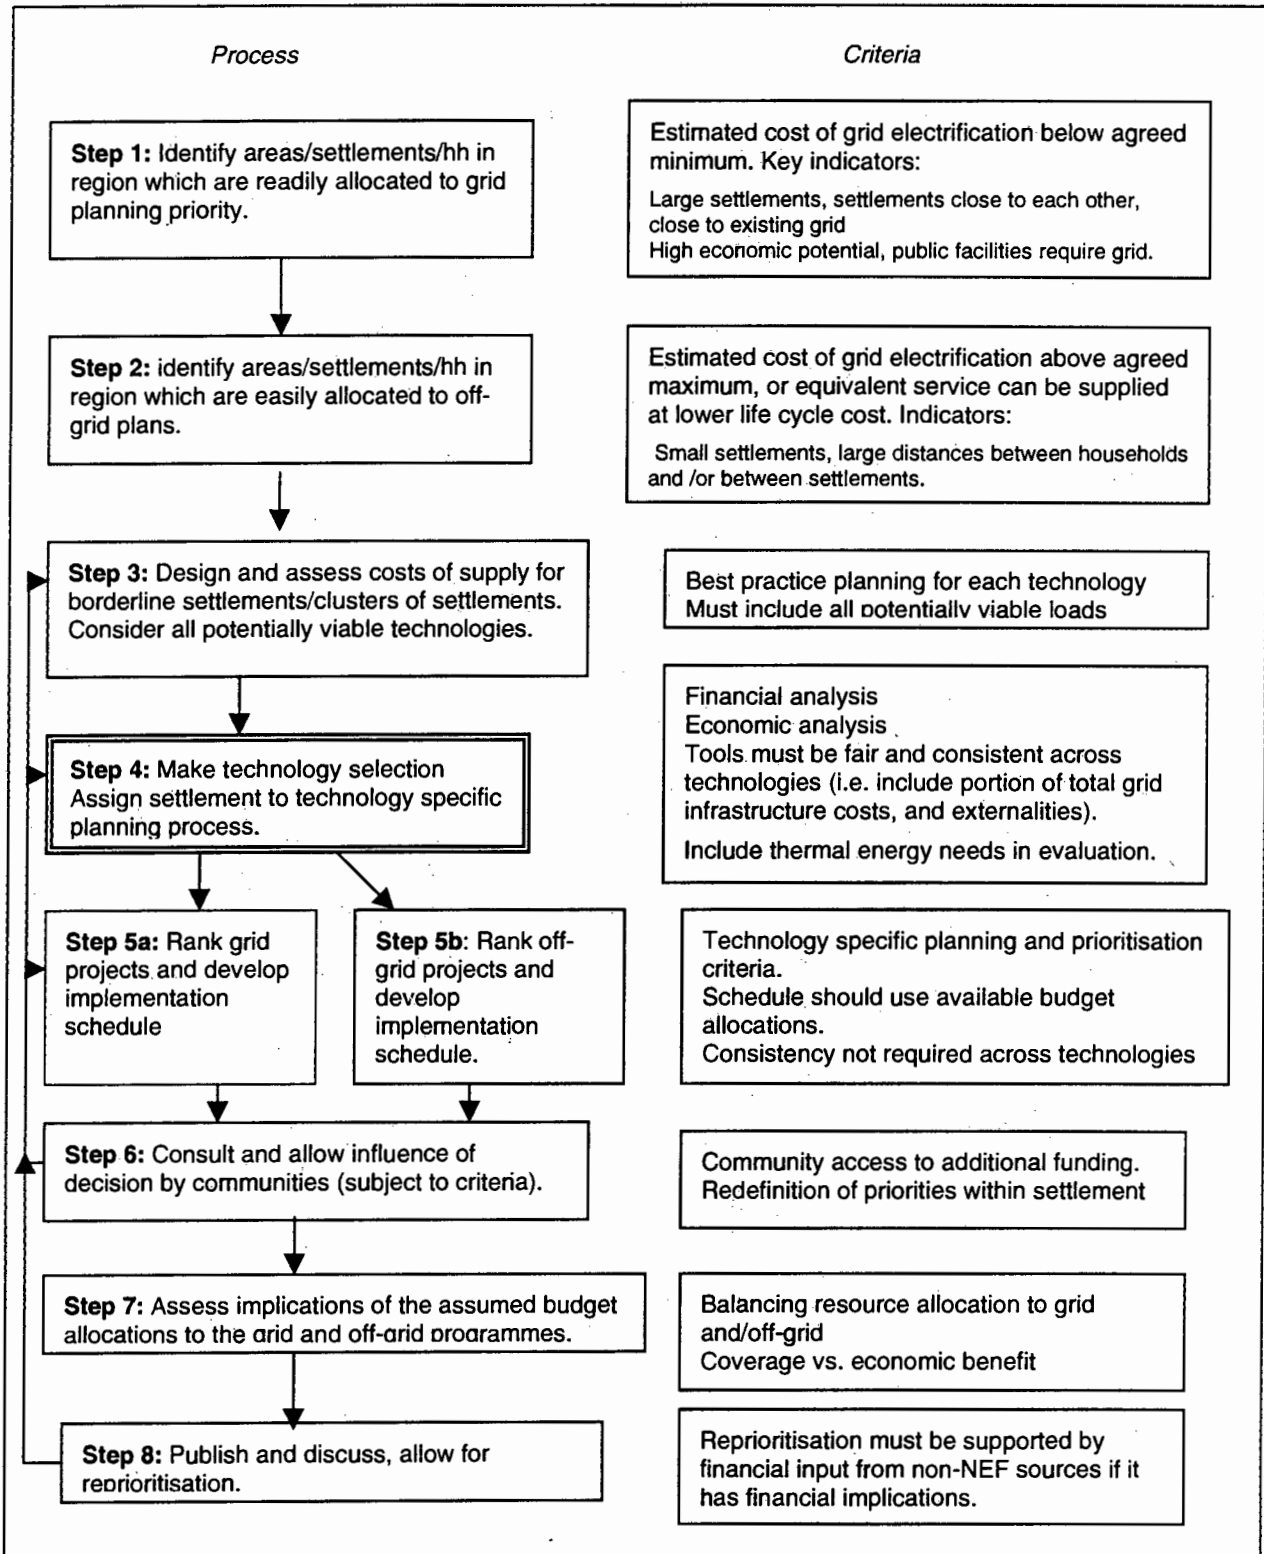 Process
Criteria
Step 1: Identify areas/settlements/hh in
region which are readily allocated to grid
planning priority.
Estimated cost of grid electrification below agreed
minimum. Key indicators:
Large settlements, settlements close to each other,
close to existing grid
High economic potential, public facilities require grid.
Step 2: identify areas/settlements/hh in
region which are easily allocated to off-
grid plans.
Estimated cost of grid electrification above agreed
maximum, or equivalent service can be supplied
at lower life cycle cost. Indicators:
Small settlements, large distances between households
and /or between settlements.
Step 3: Design and assess costs of supply for
borderline settlements/clusters of settlements.
Consider all potentially viable technologies.
Best practice planning for each technology
Must include all potentially viable loads
Step 4: Make technology selection
Assign settlement to technology specific
planning process.
Financial analysis
Economic analysis
Tools must be fair and consistent across
technologies (i.e. include portion of total grid
infrastructure costs, and externalities).
Include thermal energy needs in evaluation.
Step 5a: Rank grid
projects and develop
implementation
schedule
Step 5b: Rank off-
grid projects and
develop
implementation
schedule.
Technology specific planning and prioritisation
criteria.
Schedule should use available budget
allocations.
Consistency not required across technologies
Step 6: Consult and allow influence of
decision by communities (subject to criteria).
Community access to additional funding.
Redefinition of priorities within settlement
Step 7: Assess implications of the assumed budget
allocations to the grid and off-grid programmes.
Balancing resource allocation to grid
and/off-grid
Coverage vs. economic benefit
Step 8: Publish and discuss, allow for
reprioritisation.
Reprioritisation must be supported by
financial input from non-NEF sources if it
has financial implications.